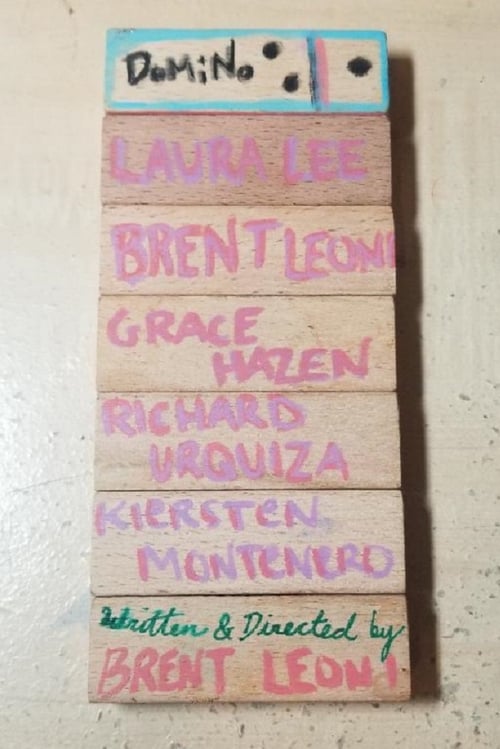 DOMiNo
LAURA LEE
BRENT LEONI
GRACE
HAZEN
RICHARD
URQUIZA
KIERSTEN
MONTENERO
Written & Directed by
BRENT LEONI